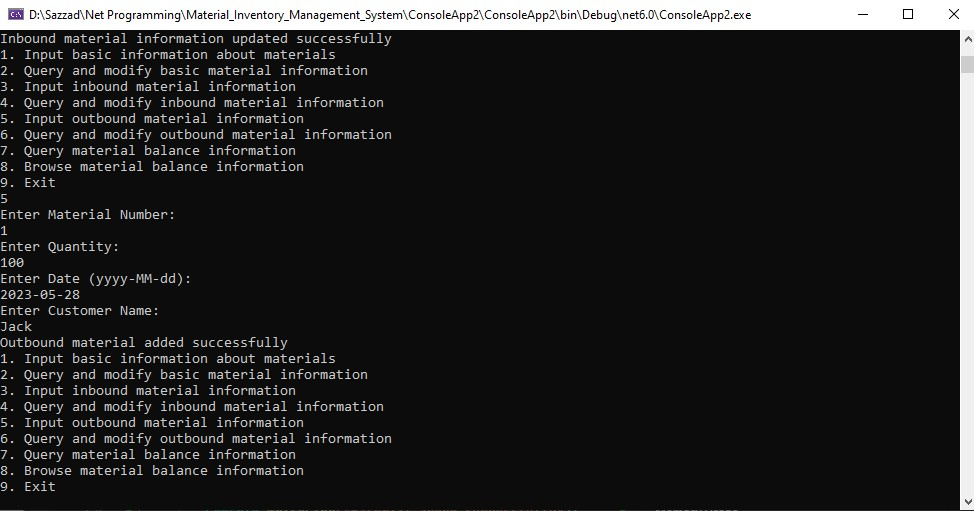 D:\Sazzad\Net Programming\Material_Inventory_Management_System\ConsoleApp2\ConsoleApp2\bin\Debug\net6.0\ConsoleApp2.exe
Inbound material information updated successfully
1. Input basic information about materials
2. Query and modify basic material information
3. Input inbound material information
4. Query and modify inbound material information
5. Input outbound material information
6. Query and modify outbound material information
7. Query material balance information
8. Browse material balance information
9. Exit
5
Enter Material Number:
1
Enter Quantity:
100
Enter Date (yyyy-MM-dd):
2023-05-28
Enter Customer Name:
Jack
Outbound material added successfully
1. Input basic information about materials
2. Query and modify basic material information
3. Input inbound material information
4. Query and modify inbound material information
5. Input outbound material information
6. Query and modify outbound material information
7. Query material balance information
8. Browse material balance information
9. Exit